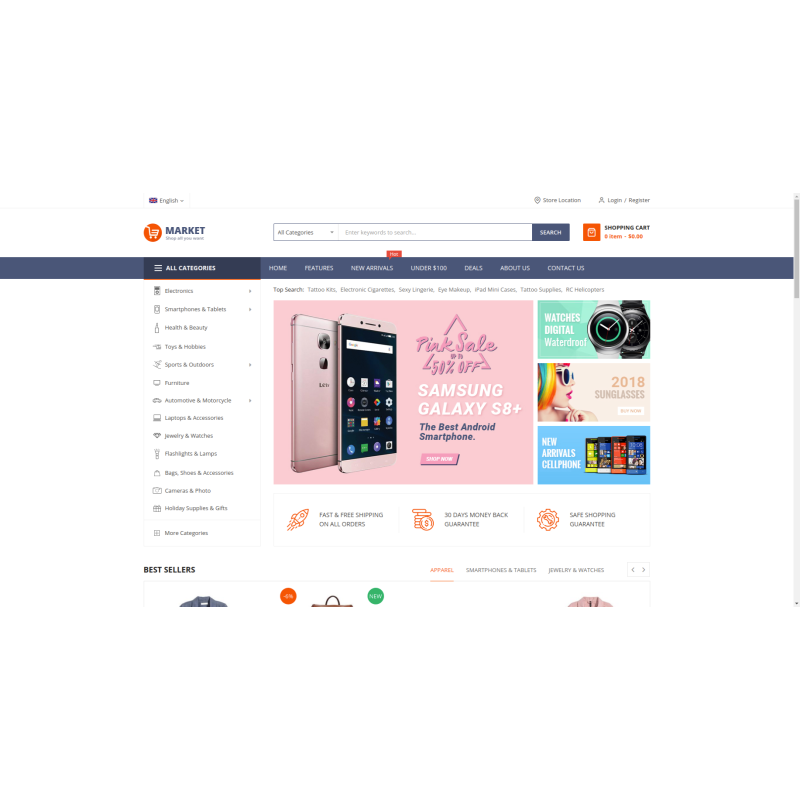 English
Store Location
Login / Register
MARKET
Shop all you want
All Categories
Enter keywords to search...
SEARCH
SHOPPING CART
0 item - $0.00
ALL CATEGORIES
HOME
FEATURES
Hot
NEW ARRIVALS
UNDER $100
DEALS
ABOUT US
CONTACT US
Electronics
Smartphones & Tablets
Health & Beauty
Toys & Hobbies
Sports & Outdoors
Furniture
Automotive & Motorcycle
Laptops & Accessories
Jewelry & Watches
Flashlights & Lamps
Bags, Shoes & Accessories
Cameras & Photo
Holiday Supplies & Gifts
More Categories
Top Search: Tattoo Kits, Electronic Cigarettes, Sexy Lingerie, Eye Makeup, iPad Mini Cases, Tattoo Supplies, RC Helicopters
Pink Sale
UP TO
50% OFF
SAMSUNG
GALAXY S8+
The Best Android
Smartphone.
SHOP NOW
WATCHES
DIGITAL
Waterdroof
2018
SUNGLASSES
BUY NOW
NEW
ARRIVALS
CELLPHONE
FAST & FREE SHIPPING
ON ALL ORDERS
30 DAYS MONEY BACK
GUARANTEE
SAFE SHOPPING
GUARANTEE
BEST SELLERS
APPAREL
SMARTPHONES & TABLETS
JEWELRY & WATCHES
-6%
NEW